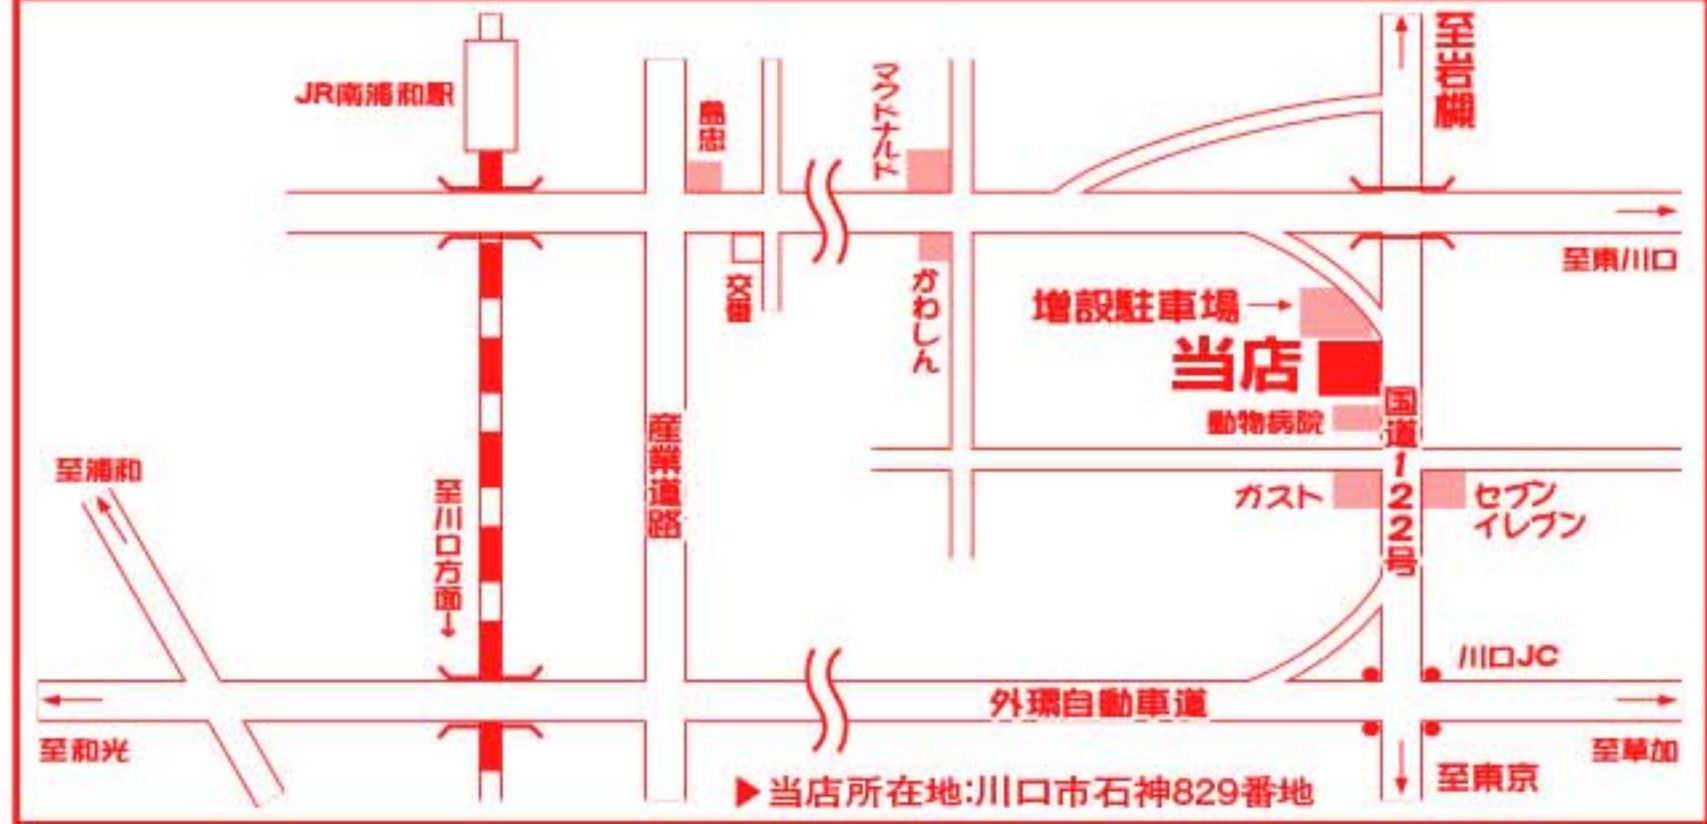 至岩槻
JR南浦和駅
島忠
マクドナルド
至東川口
交番
かわしん
増設駐車場→
当店
動物病院
国道122号
産業道路
至浦和
至川口方面→
ガスト
セブン
イレブン
川口JC
外環自動車道
至和光
至草加
至東京
▶当店所在地:川口市石神829番地